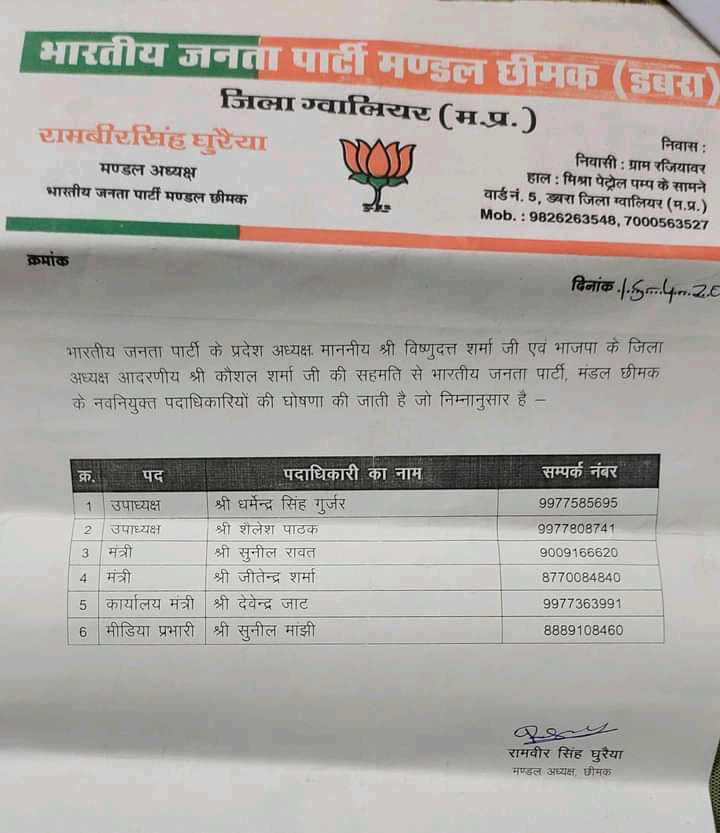 भारतीय जनता पार्टी मण्डल छीमक (डबरा)
जिला ग्वालियर (म.प्र.)
रामबीरसिंह घुरैया
मण्डल अध्यक्ष
भारतीय जनता पार्टी मण्डल छीमक
निवास :
निवासी : ग्राम रजियावर
हाल : मिश्रा पेट्रोल पम्प के सामने
वार्ड नं. 5, डबरा जिला ग्वालियर (म.प्र.)
Mob. : 9826263548, 7000563527
क्रमांक
दिनांक
भारतीय जनता पार्टी के प्रदेश अध्यक्ष माननीय श्री विष्णुदत्त शर्मा जी एवं भाजपा के जिला
अध्यक्ष आदरणीय श्री कौशल शर्मा जी की सहमति से भारतीय जनता पार्टी, मंडल छीमक
के नवनियुक्त पदाधिकारियों की घोषणा की जाती है जो निम्नानुसार है –
क्र. पद पदाधिकारी का नाम सम्पर्क नंबर
1 उपाध्यक्ष श्री धर्मेन्द्र सिंह गुर्जर 9977585695
2 उपाध्यक्ष श्री शैलेश पाठक 9977808741
3 मंत्री श्री सुनील रावत 9009166620
4 मंत्री श्री जीतेन्द्र शर्मा 8770084840
5 कार्यालय मंत्री श्री देवेन्द्र जाट 9977363991
6 मीडिया प्रभारी श्री सुनील मांझी 8889108460
रामवीर सिंह घुरैया
मण्डल अध्यक्ष, छीमक